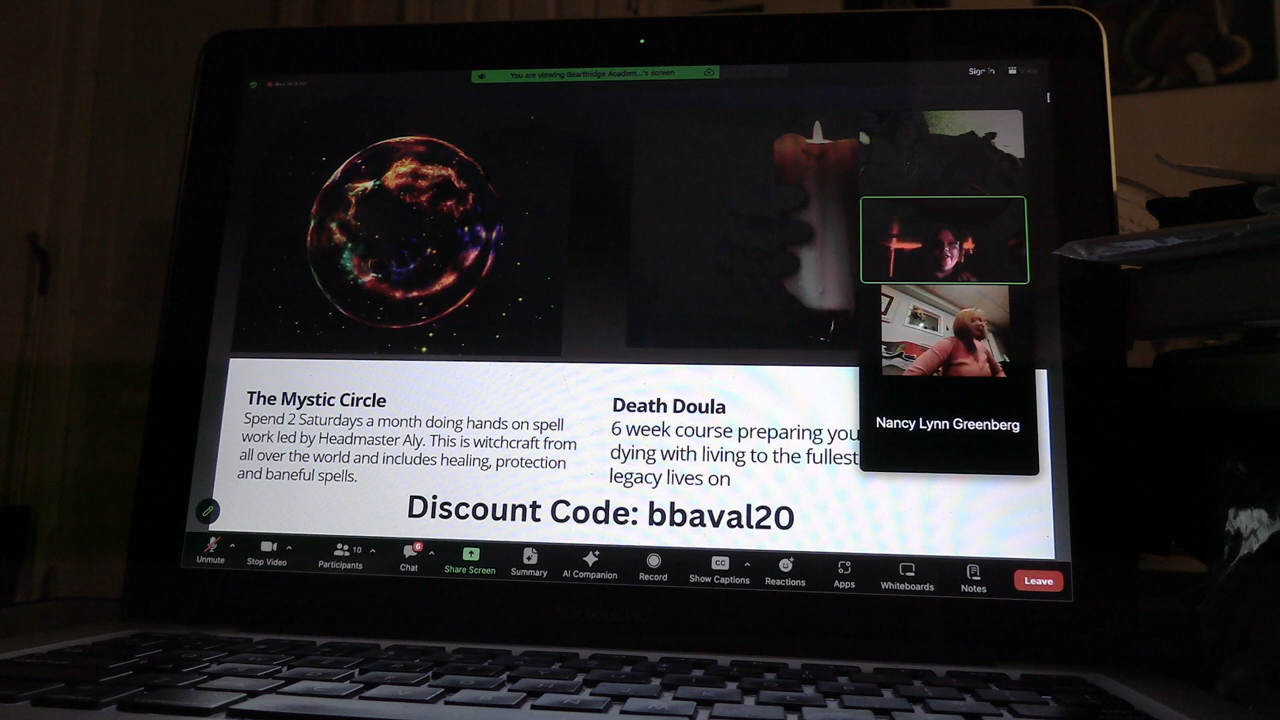 You are viewing Bearfridge Academ...'s screen
Sign in
The Mystic Circle
Spend 2 Saturdays a month doing hands on spell
work led by Headmaster Aly. This is witchcraft from
all over the world and includes healing, protection
and baneful spells.
Death Doula
6 week course preparing you
dying with living to the fullest
legacy lives on
Nancy Lynn Greenberg
Discount Code: bbaval20
Unmute
Stop Video
10
Participants
6
Chat
Share Screen
Summary
AI Companion
Record
CC
Show Captions
Reactions
Apps
Whiteboards
Notes
Leave